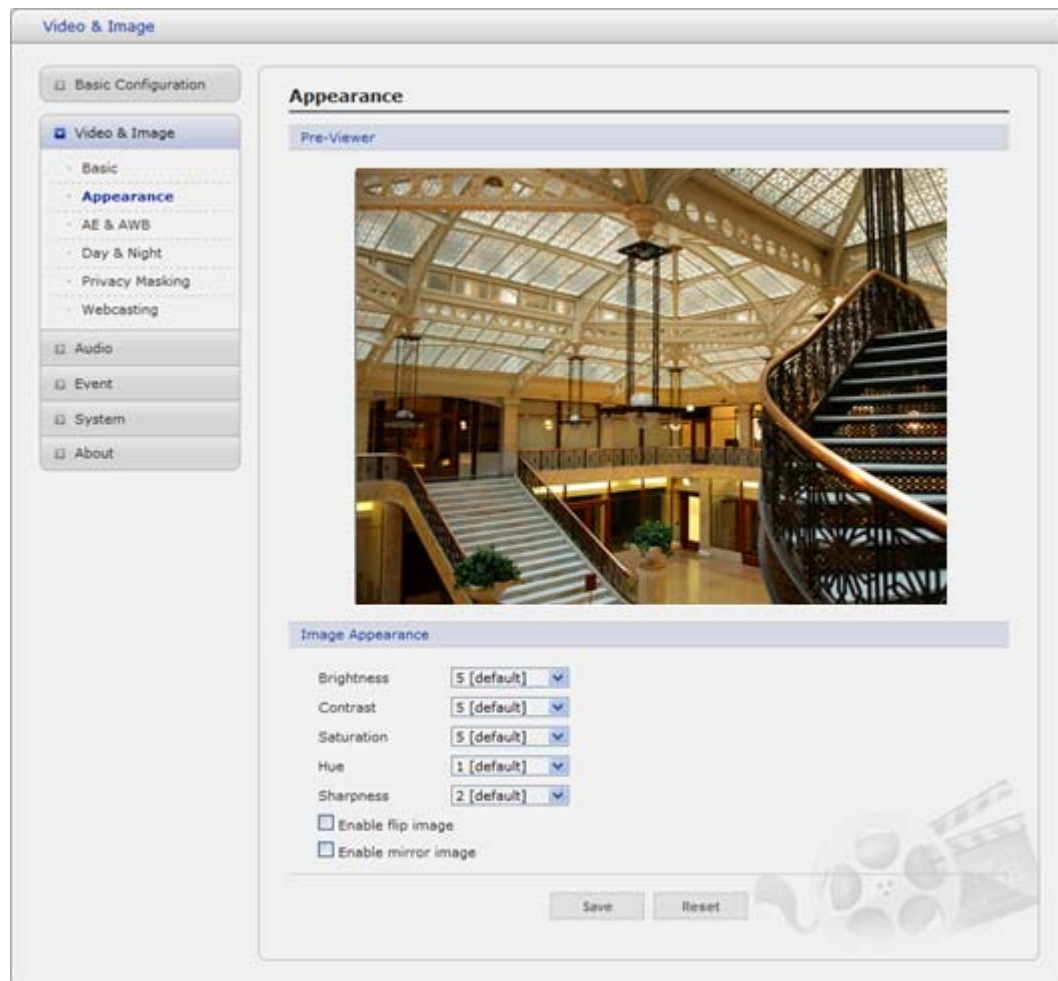 Video & Image
Basic Configuration
Video & Image
Basic
Appearance
AE & AWB
Day & Night
Privacy Masking
Webcasting
Audio
Event
System
About
Appearance
Pre-Viewer
Image Appearance
Brightness 5 [default]
Contrast 5 [default]
Saturation 5 [default]
Hue 1 [default]
Sharpness 2 [default]
Enable flip image
Enable mirror image
Save Reset